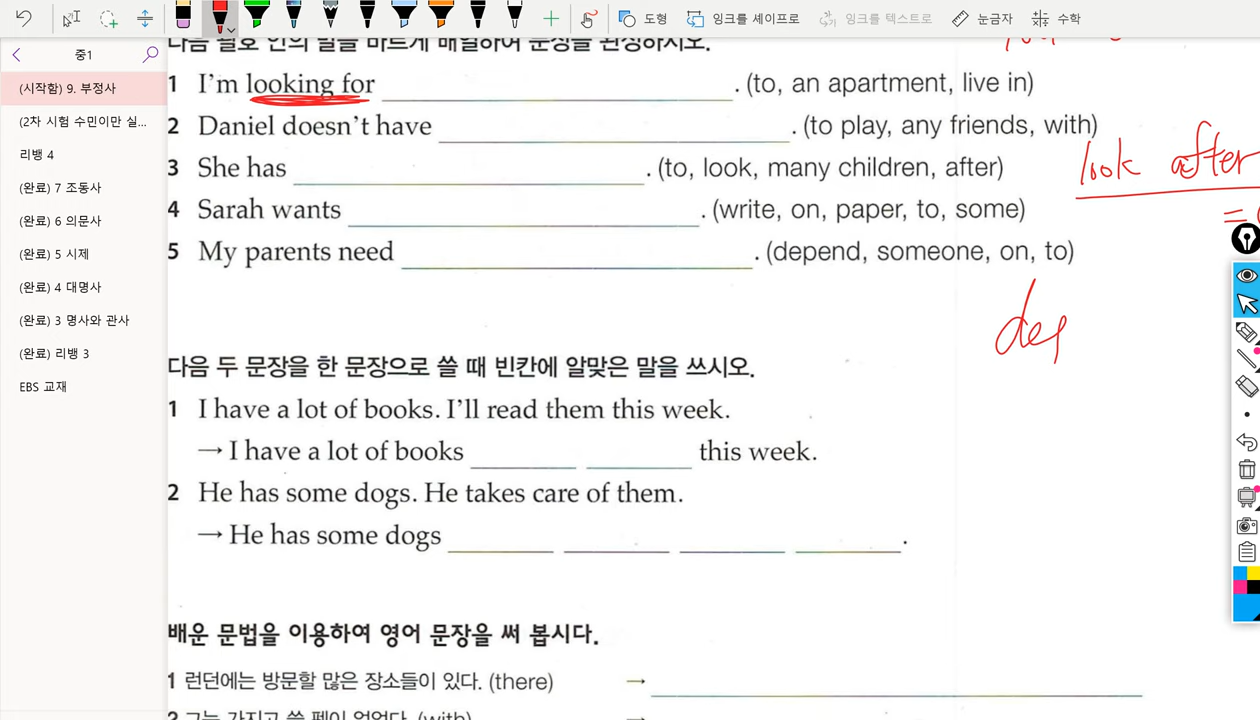 도형
잉크를 셰이프로
잉크를 텍스트로
눈금자
수학
중1
(시작함) 9. 부정사
(2차 시험 수민이만 실...
리뱅 4
(완료) 7 조동사
(완료) 6 의문사
(완료) 5 시제
(완료) 4 대명사
(완료) 3 명사와 관사
(완료) 리뱅 3
EBS 교재
1 I'm looking for . (to, an apartment, live in)
2 Daniel doesn't have . (to play, any friends, with)
3 She has . (to, look, many children, after)
4 Sarah wants . (write, on, paper, to, some)
5 My parents need . (depend, someone, on, to)
look after
=
dep
다음 두 문장을 한 문장으로 쓸 때 빈칸에 알맞은 말을 쓰시오.
1 I have a lot of books. I'll read them this week.
→ I have a lot of books this week.
2 He has some dogs. He takes care of them.
→ He has some dogs .
배운 문법을 이용하여 영어 문장을 써 봅시다.
1 런던에는 방문할 많은 장소들이 있다. (there) →